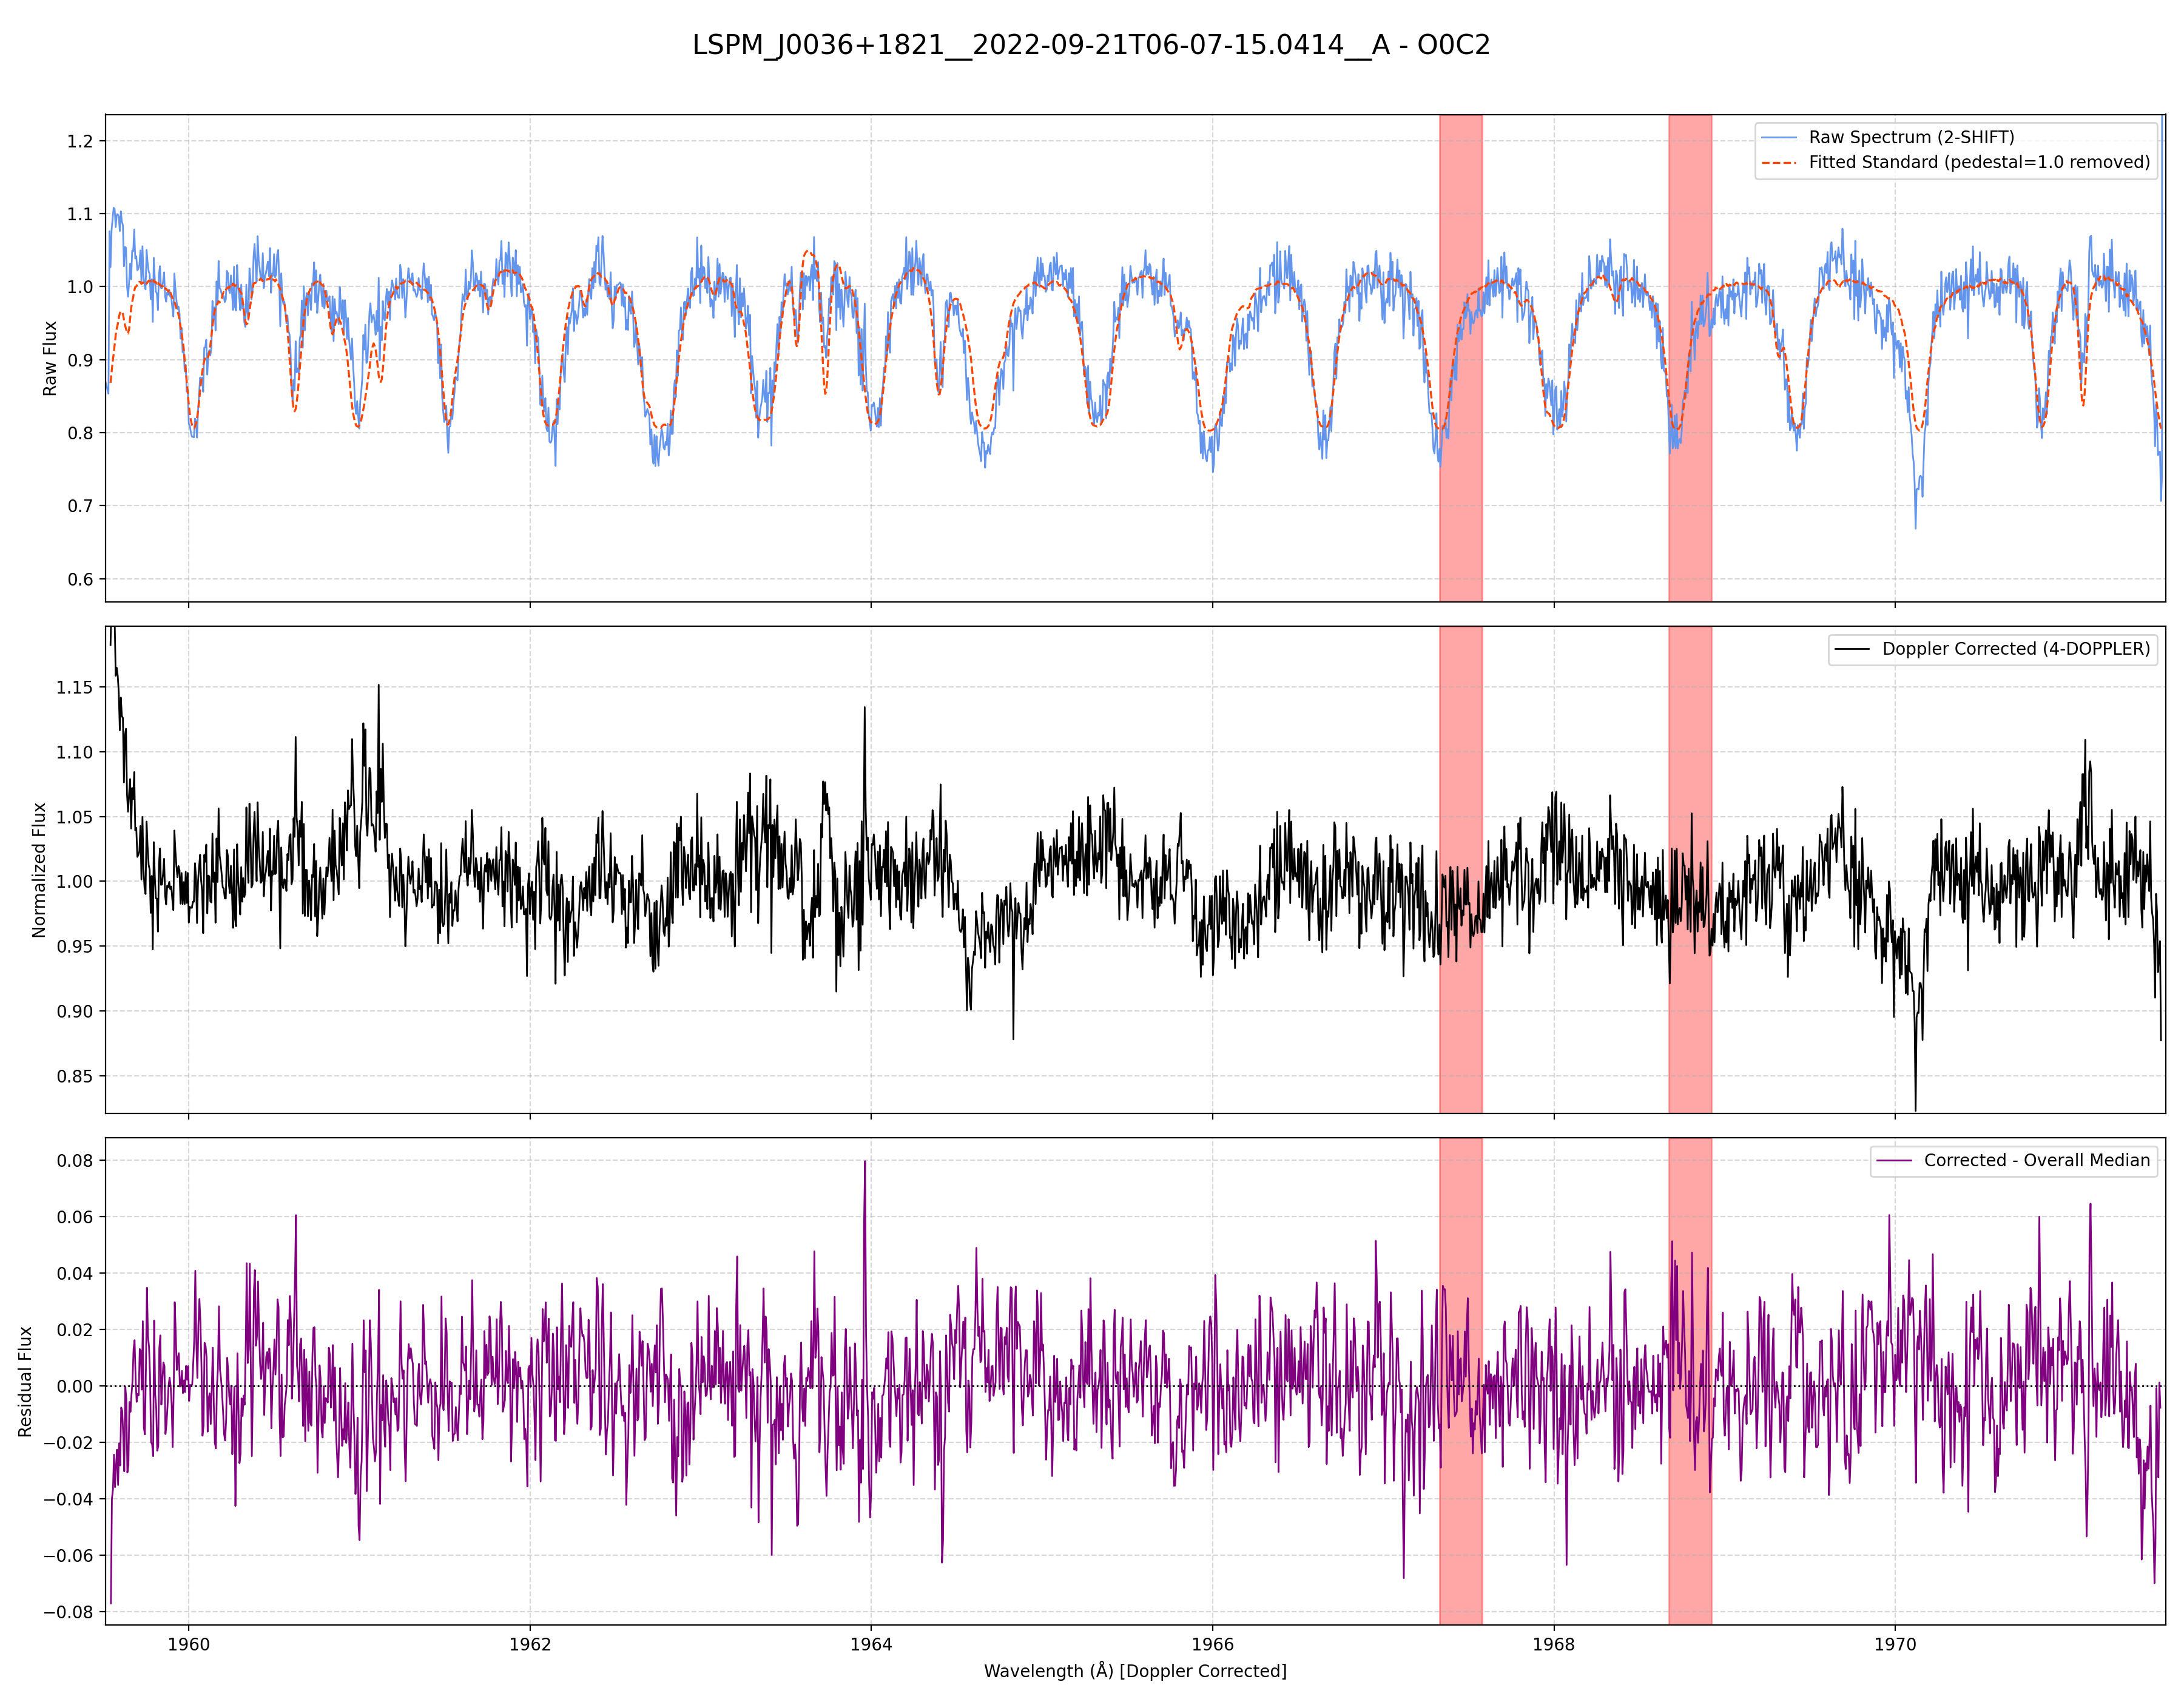 LSPM_J0036+1821__2022-09-21T06-07-15.0414__A - O0C2
Raw Flux
1.2
1.1
1.0
0.9
0.8
0.7
0.6
Raw Spectrum (2-SHIFT)
Fitted Standard (pedestal=1.0 removed)
Normalized Flux
1.15
1.10
1.05
1.00
0.95
0.90
0.85
Doppler Corrected (4-DOPPLER)
Residual Flux
0.08
0.06
0.04
0.02
0.00
−0.02
−0.04
−0.06
−0.08
Corrected - Overall Median
1960 1962 1964 1966 1968 1970
Wavelength (Å) [Doppler Corrected]